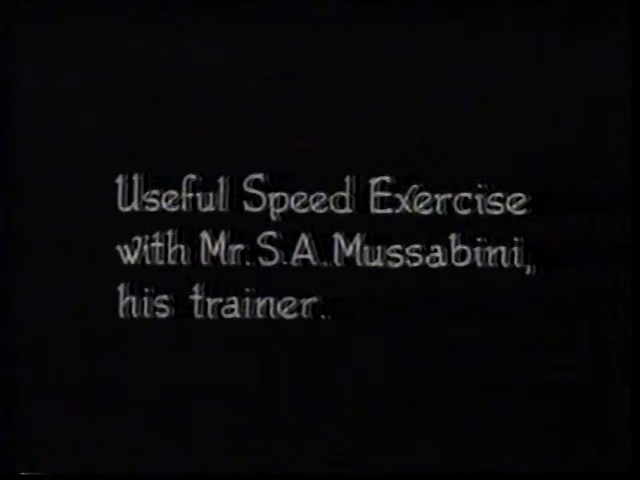 Useful Speed Exercise
with Mr. S.A. Mussabini,
his trainer.